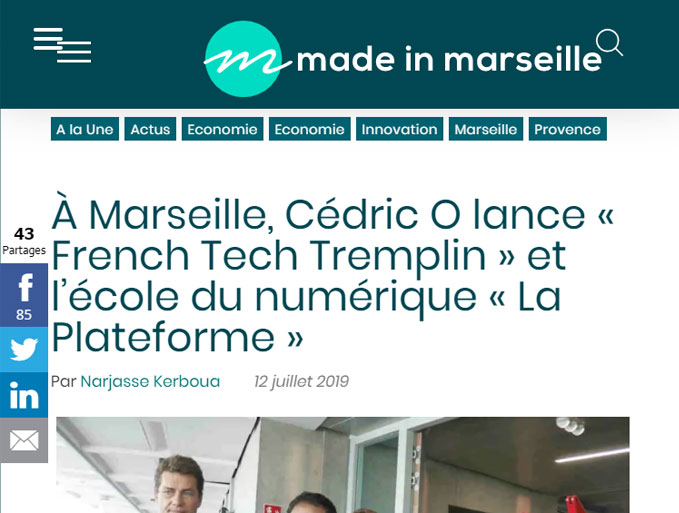 made in marseille
A la Une Actus Economie Economie Innovation Marseille Provence
À Marseille, Cédric O lance «
French Tech Tremplin » et
l’école du numérique « La
Plateforme »
Par Narjasse Kerboua 12 juillet 2019
43
Partages
85